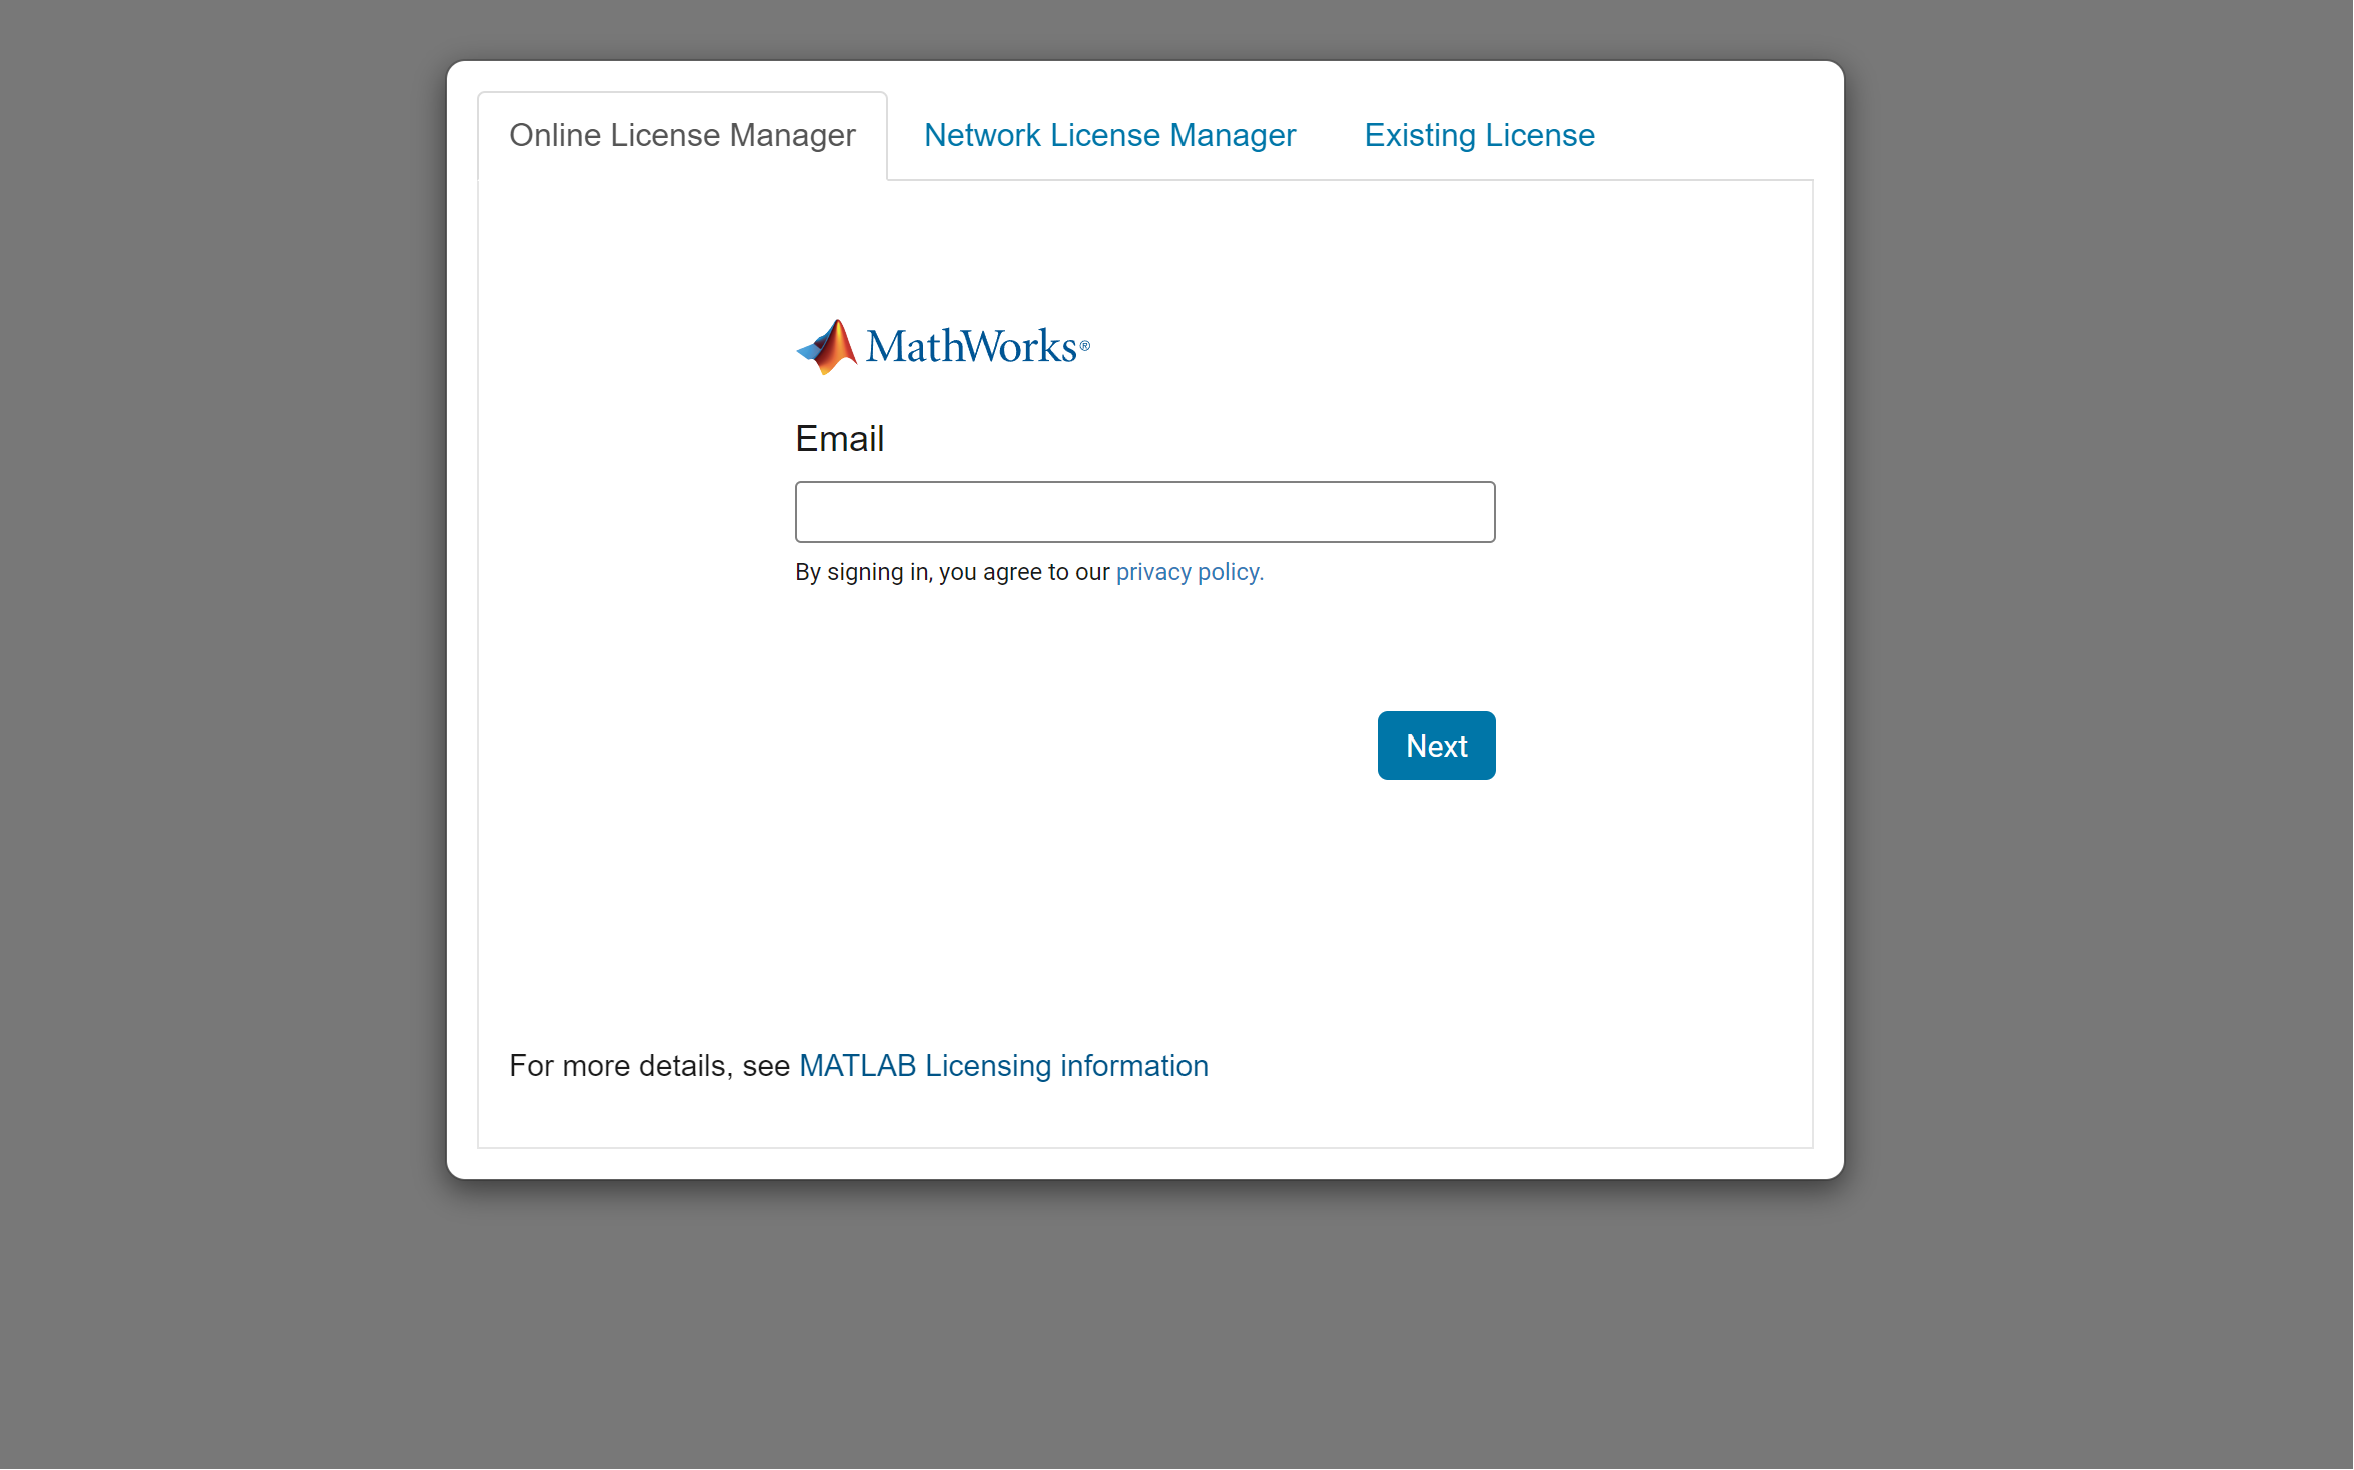 Online License Manager Network License Manager Existing License
MathWorks®
Email
By signing in, you agree to our privacy policy.
Next
For more details, see MATLAB Licensing information